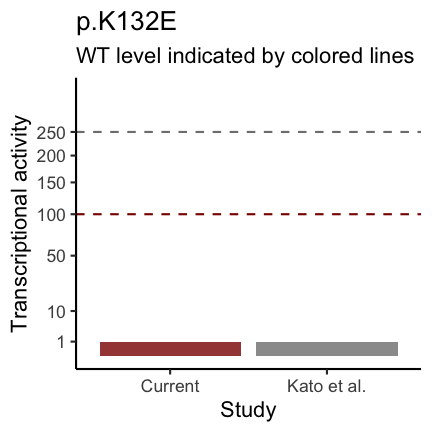 p.K132E
WT level indicated by colored lines
Transcriptional activity
250
200
150
100
50
10
1
Current
Kato et al.
Study